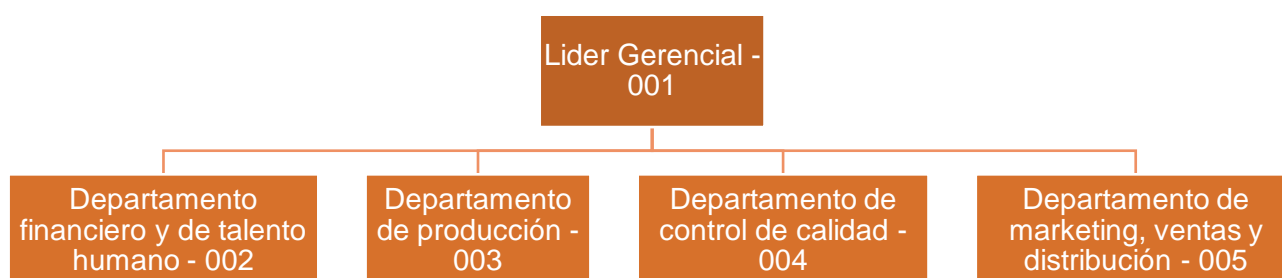 Lider Gerencial -
001
Departamento
financiero y de talento
humano - 002
Departamento
de producción -
003
Departamento de
control de calidad -
004
Departamento de
marketing, ventas y
distribución - 005